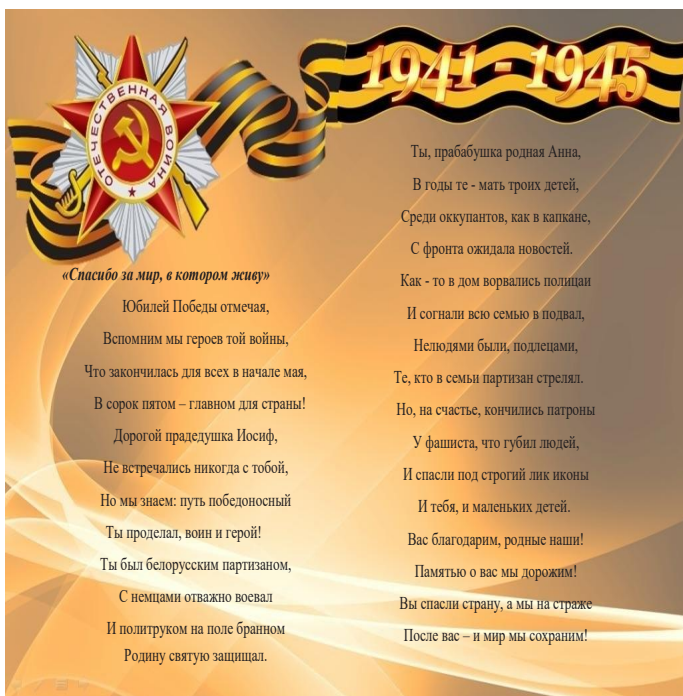 ОТЕЧЕСТВЕННАЯ ВОЙНА
1941 - 1945
«Спасибо за мир, в котором живу»
Юбилей Победы отмечая,
Вспомним мы героев той войны,
Что закончилась для всех в начале мая,
В сорок пятом – главном для страны!
Дорогой прадедушка Иосиф,
Не встречались никогда с тобой,
Но мы знаем: путь победоносный
Ты проделал, воин и герой!
Ты был белорусским партизаном,
С немцами отважно воевал
И политруком на поле бранном
Родину святую защищал.
Ты, прабабушка родная Анна,
В годы те - мать троих детей,
Среди оккупантов, как в капкане,
С фронта ожидала новостей.
Как - то в дом ворвались полицаи
И согнали всю семью в подвал,
Нелюдями были, подлецами,
Те, кто в семьи партизан стрелял.
Но, на счастье, кончились патроны
У фашиста, что губил людей,
И спасли под строгий лик иконы
И тебя, и маленьких детей.
Вас благодарим, родные наши!
Памятью о вас мы дорожим!
Вы спасли страну, а мы на страже
После вас – и мир мы сохраним!